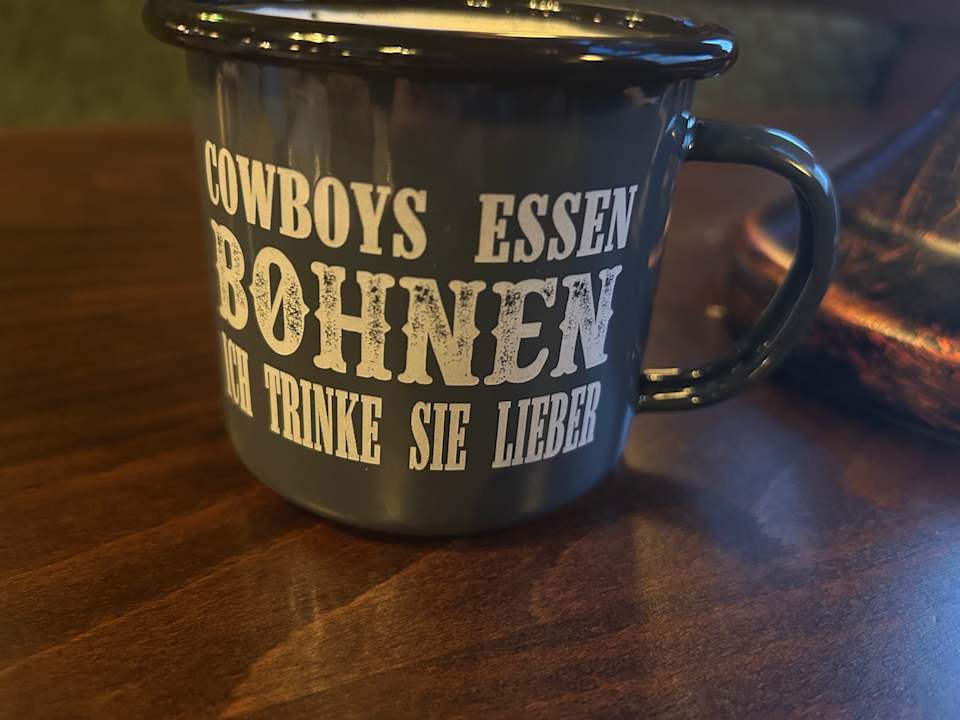 COWBOYS ESSEN
BOHNEN
ICH TRINKE SIE LIEBER